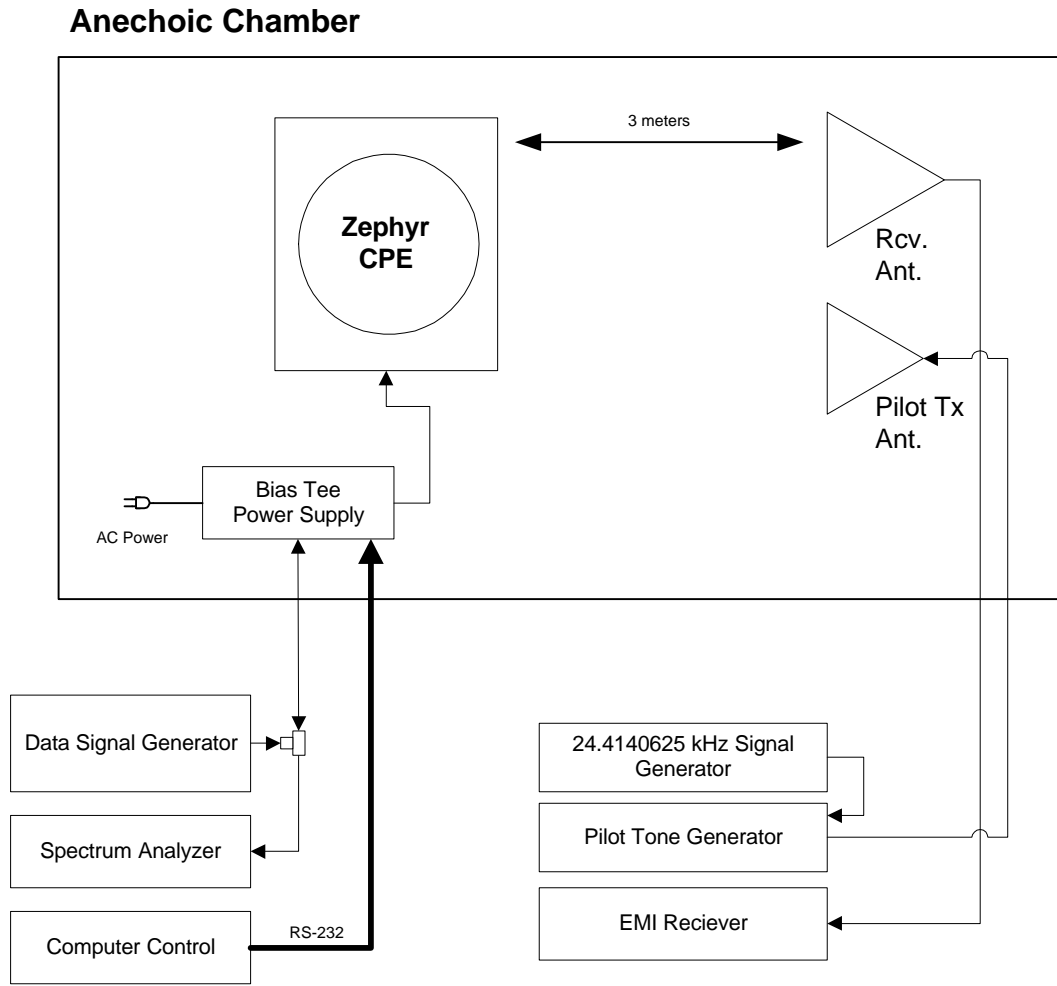 Anechoic Chamber
3 meters
Zephyr
CPE
Rcv.
Ant.
Pilot Tx
Ant.
Bias Tee
Power Supply
AC Power
Data Signal Generator
24.4140625 kHz Signal
Generator
Spectrum Analyzer
Pilot Tone Generator
Computer Control
RS-232
EMI Reciever